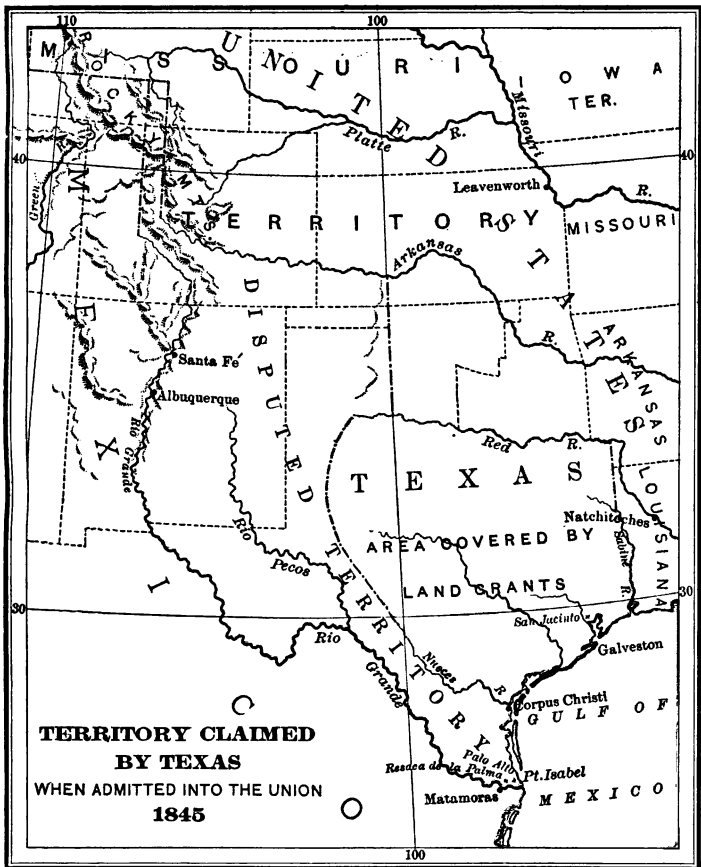 110
100
UNITED STATES
MISSOURI
TERRITORY
IOWA
TER.
ROCKY MTS
Missouri
Platte R.
40
40
Green
Leavenworth
R.
MISSOURI
Arkansas
R.
ARKANSAS
DISPUTED TERRITORY
Santa Fé
Albuquerque
Rio Grande
Red R.
TEXAS
LOUISIANA
Natchitoches
Sabine R.
AREA COVERED BY
LAND GRANTS
Rio Pecos
MEXICO
30
30
San Jacinto
Galveston
Rio Grande
Nueces R.
Corpus Christi
GULF OF
MEXICO
Palo Alto
Resaca de la Palma
Pt. Isabel
Matamoras
TERRITORY CLAIMED
BY TEXAS
WHEN ADMITTED INTO THE UNION
1845
100